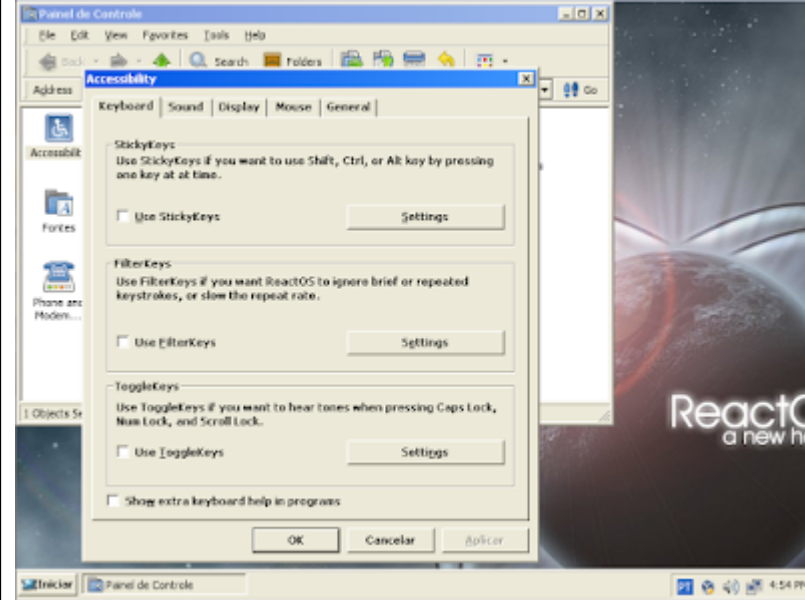 Painel de Controle
File Edit View Favorites Tools Help
Back Search Folders
Address Go
Accessibility
Keyboard Sound Display Mouse General
StickyKeys
Use StickyKeys if you want to use Shift, Ctrl, or Alt key by pressing
one key at at time.
Use StickyKeys Settings
FilterKeys
Use FilterKeys if you want ReactOS to ignore brief or repeated
keystrokes, or slow the repeat rate.
Use FilterKeys Settings
ToggleKeys
Use ToggleKeys if you want to hear tones when pressing Caps Lock,
Num Lock, and Scroll Lock.
Use ToggleKeys Settings
Show extra keyboard help in programs
OK Cancelar Aplicar
Accessibilit
Fontes
Phone and
Modem...
1 Objects Se
ReactO
a new h
Iniciar Painel de Controle PT 4:54 PM